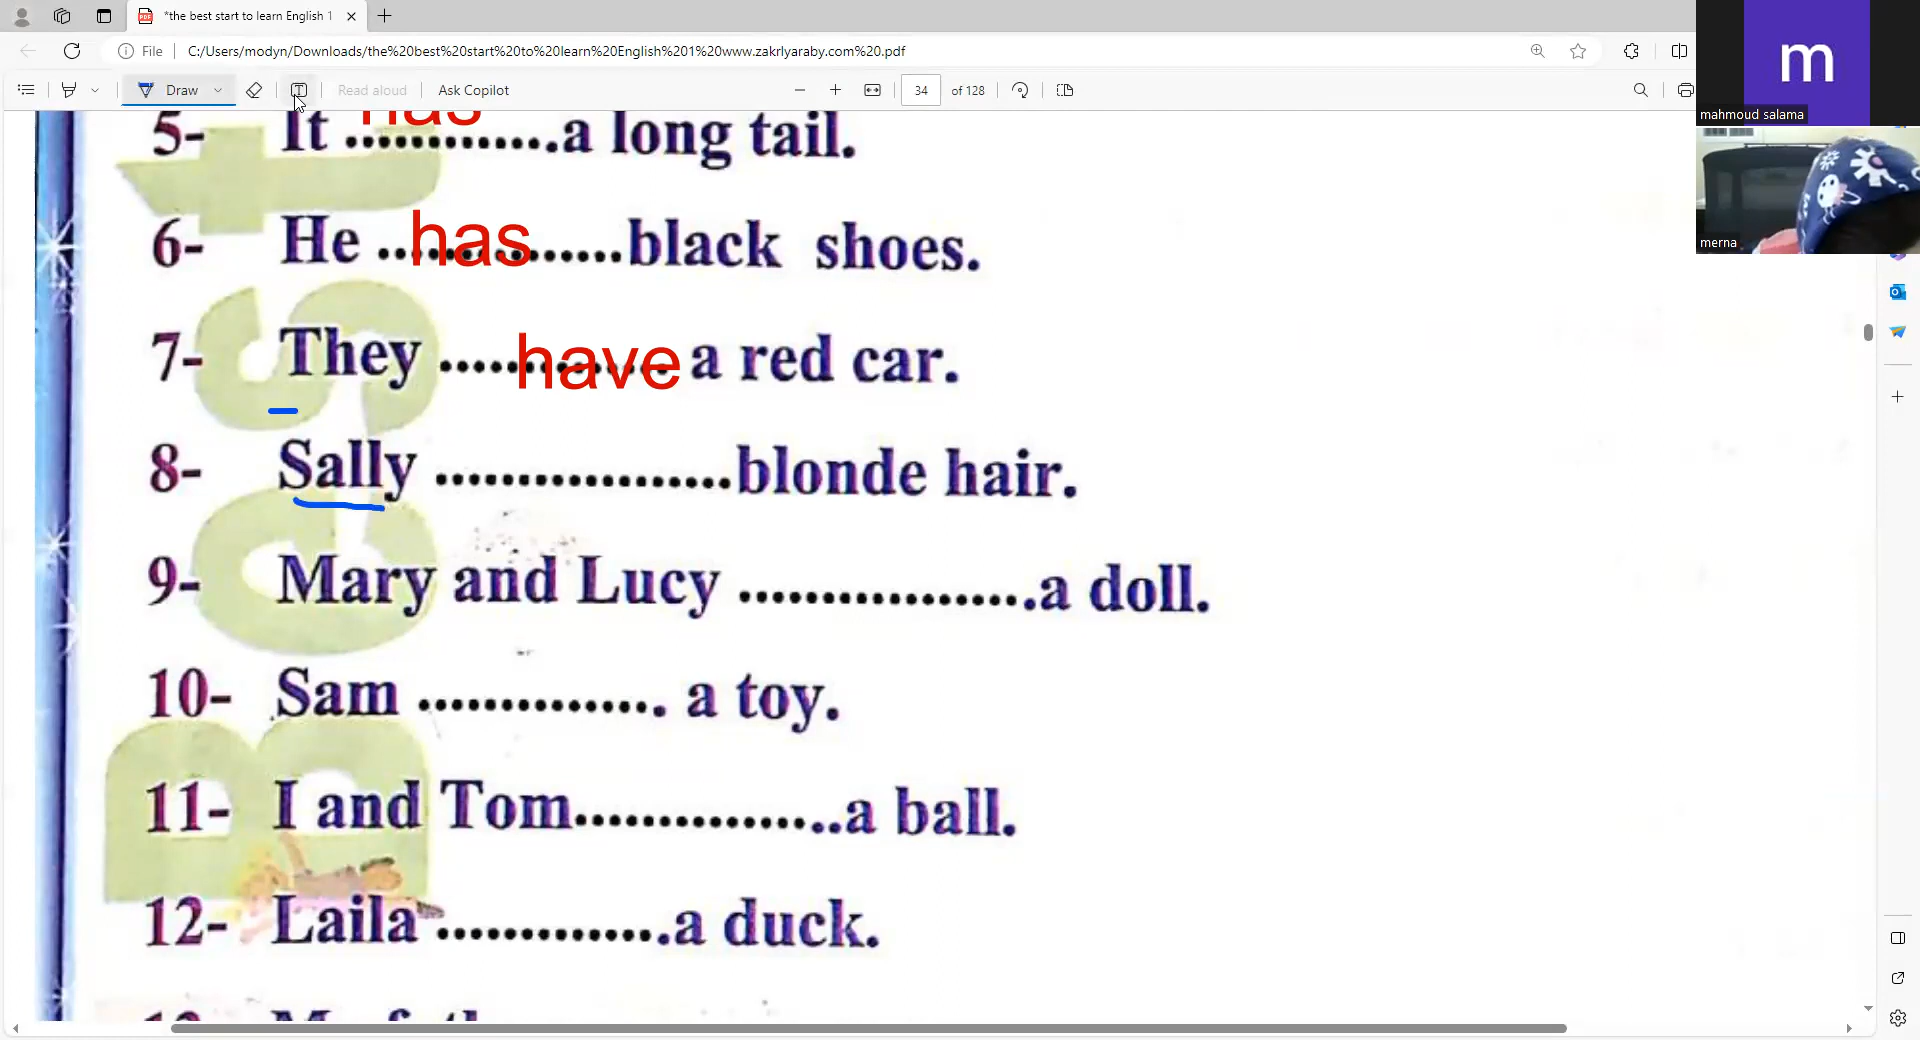 *the best start to learn English 1
File
C:/Users/modyn/Downloads/the%20best%20start%20to%20learn%20English%201%20www.zakrlyaraby.com%20.pdf
Draw
Read aloud
Ask Copilot
34 of 128
m
mahmoud salama
merna
5- It has ..............a long tail.
6- He ..has..............black shoes.
7- They .....have a red car.
8- Sally ..................blonde hair.
9- Mary and Lucy ..................a doll.
10- Sam ............... a toy.
11- I and Tom................a ball.
12- Laila ...............a duck.